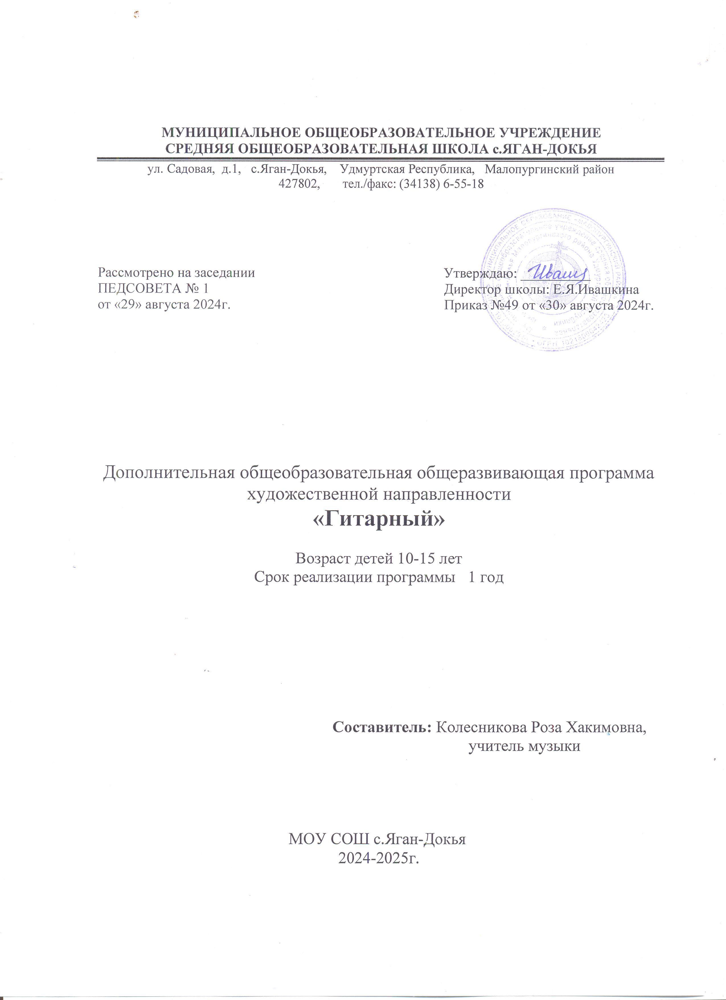 МУНИЦИПАЛЬНОЕ ОБЩЕОБРАЗОВАТЕЛЬНОЕ УЧРЕЖДЕНИЕ
СРЕДНЯЯ ОБЩЕОБРАЗОВАТЕЛЬНАЯ ШКОЛА с.ЯГАН-ДОКЬЯ
ул. Садовая, д.1, с.Яган-Докья, Удмуртская Республика, Малопургинский район
427802, тел./факс: (34138) 6-55-18
Рассмотрено на заседании
ПЕДСОВЕТА № 1
от «29» августа 2024г.
Утверждаю:
Директор школы: Е.Я.Ивашкина
Приказ №49 от «30» августа 2024г.
Дополнительная общеобразовательная общеразвивающая программа
художественной направленности
«Гитарный»
Возраст детей 10-15 лет
Срок реализации программы 1 год
Составитель: Колесникова Роза Хакимовна,
учитель музыки
МОУ СОШ с.Яган-Докья
2024-2025г.